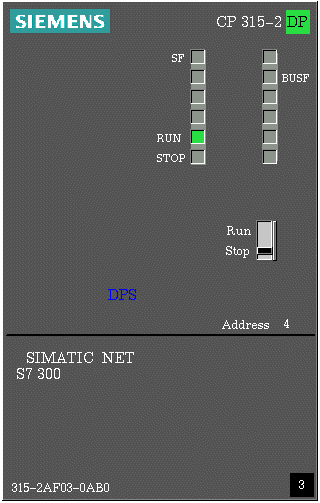 SIEMENS
CP 315-2 DP
SF
BUSF
RUN
STOP
Run
Stop
DPS
Address 4
SIMATIC NET
S7 300
315-2AF03-0AB0
3